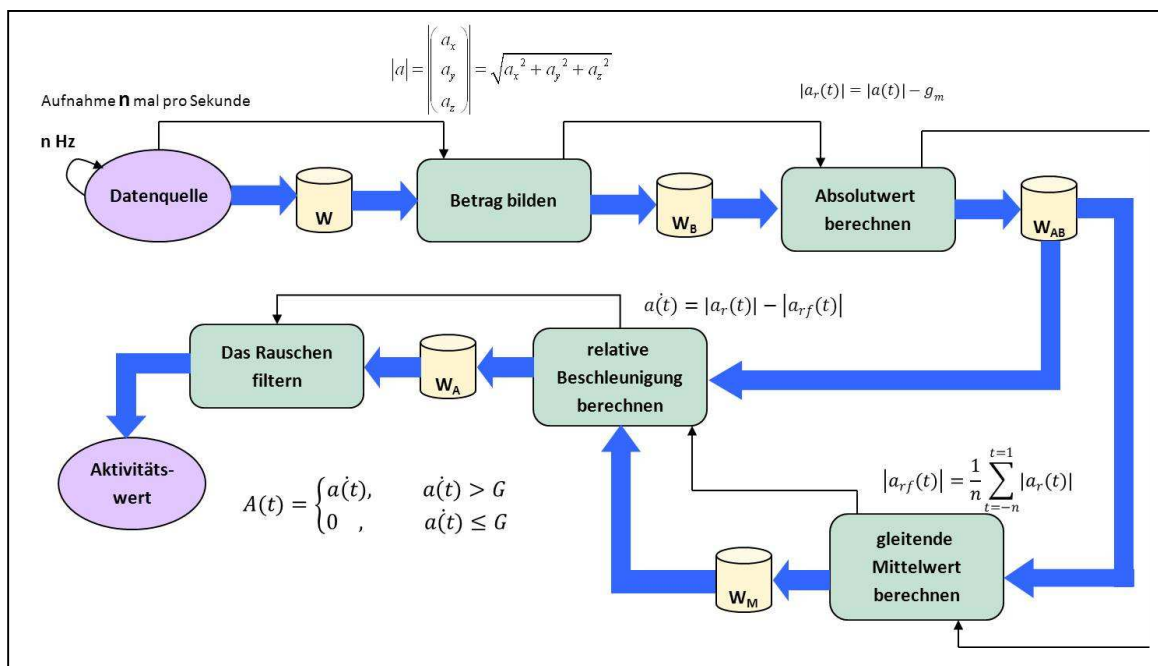 |a| = |(a_x a_y a_z)| = √(a_x² + a_y² + a_z²)
Aufnahme n mal pro Sekunde
|a_r(t)| = |a(t)| − g_m
n Hz
Datenquelle
W
Betrag bilden
W_B
Absolutwert
berechnen
W_AB
ȧ(t) = |a_r(t)| − |a_rf(t)|
Das Rauschen
filtern
W_A
relative
Beschleunigung
berechnen
Aktivitäts-
wert
A(t) = { ȧ(t), ȧ(t) > G
0 , ȧ(t) ≤ G
|a_rf(t)| = 1/n ∑_{t=−n}^{t=1} |a_r(t)|
gleitende
Mittelwert
berechnen
W_M